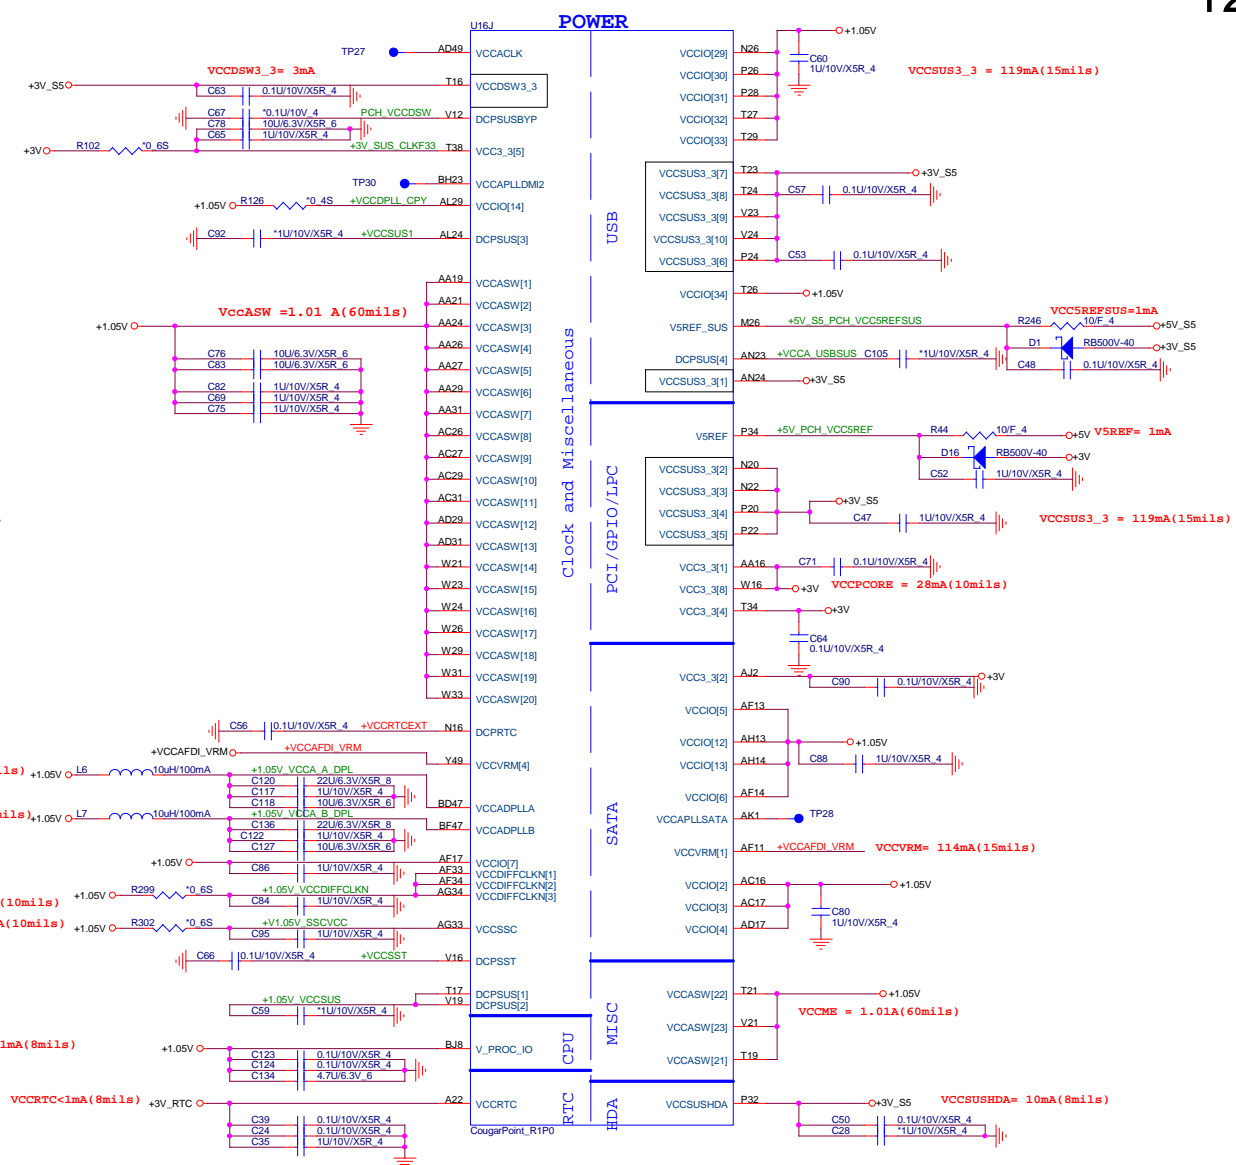 12
POWER
U16J
TP27
AD49
VCCACLK
VCCDSW3_3= 3mA
+3V_S5
T16
VCCDSW3_3
C63
0.1U/10V/X5R_4
C67
*0.1U/10V_4
PCH_VCCDSW
V12
DCPSUSBYP
C78
10U/6.3V/X5R_6
C65
1U/10V/X5R_4
+3V
R102
*0_6S
+3V_SUS_CLKF33
T38
VCC3_3[5]
TP30
BH23
VCCAPLLDMI2
+1.05V
R126
*0_4S
+VCCDPLL_CPY
AL29
VCCIO[14]
C92
*1U/10V/X5R_4
+VCCSUS1
AL24
DCPSUS[3]
VccASW =1.01 A(60mils)
+1.05V
AA19
VCCASW[1]
AA21
VCCASW[2]
AA24
VCCASW[3]
AA26
VCCASW[4]
AA27
VCCASW[5]
AA29
VCCASW[6]
AA31
VCCASW[7]
AC26
VCCASW[8]
AC27
VCCASW[9]
AC29
VCCASW[10]
AC31
VCCASW[11]
AD29
VCCASW[12]
AD31
VCCASW[13]
W21
VCCASW[14]
W23
VCCASW[15]
W24
VCCASW[16]
W26
VCCASW[17]
W29
VCCASW[18]
W31
VCCASW[19]
W33
VCCASW[20]
C76
10U/6.3V/X5R_6
C83
10U/6.3V/X5R_6
C82
1U/10V/X5R_4
C69
1U/10V/X5R_4
C75
1U/10V/X5R_4
C56
0.1U/10V/X5R_4
+VCCRTCEXT
N16
DCPRTC
+VCCAFDI_VRM
+VCCAFDI_VRM
Y49
VCCVRM[4]
ils)
+1.05V
L6
10uH/100mA
+1.05V_VCCA_A_DPL
C120
22U/6.3V/X5R_8
C117
1U/10V/X5R_4
C118
10U/6.3V/X5R_6
BD47
VCCADPLLA
mils)
+1.05V
L7
10uH/100mA
+1.05V_VCCA_B_DPL
C136
22U/6.3V/X5R_8
C122
1U/10V/X5R_4
C127
10U/6.3V/X5R_6
BF47
VCCADPLLB
+1.05V
AF17
VCCIO[7]
C86
1U/10V/X5R_4
AF33
VCCDIFFCLKN[1]
AF34
VCCDIFFCLKN[2]
AG34
VCCDIFFCLKN[3]
+1.05V
R299
*0_6S
+1.05V_VCCDIFFCLKN
C84
1U/10V/X5R_4
(10mils)
A(10mils)
+1.05V
R302
*0_6S
+V1.05V_SSCVCC
AG33
VCCSSC
C95
1U/10V/X5R_4
C66
0.1U/10V/X5R_4
+VCCSST
V16
DCPSST
+1.05V_VCCSUS
T17
DCPSUS[1]
V19
DCPSUS[2]
C59
*1U/10V/X5R_4
1mA(8mils)
+1.05V
BJ8
V_PROC_IO
C123
0.1U/10V/X5R_4
C124
0.1U/10V/X5R_4
C134
4.7U/6.3V_6
VCCRTC<1mA(8mils)
+3V_RTC
A22
VCCRTC
C39
0.1U/10V/X5R_4
C24
0.1U/10V/X5R_4
C35
1U/10V/X5R_4
CougarPoint_R1P0
Clock and Miscellaneous
CPU
RTC
USB
PCI/GPIO/LPC
SATA
MISC
HDA
VCCIO[29]
N26
+1.05V
C60
1U/10V/X5R_4
VCCIO[30]
P26
VCCIO[31]
P28
VCCIO[32]
T27
VCCIO[33]
T29
VCCSUS3_3 = 119mA(15mils)
VCCSUS3_3[7]
T23
+3V_S5
VCCSUS3_3[8]
T24
C57
0.1U/10V/X5R_4
VCCSUS3_3[9]
V23
VCCSUS3_3[10]
V24
VCCSUS3_3[6]
P24
C53
0.1U/10V/X5R_4
VCCIO[34]
T26
+1.05V
VCC5REFSUS=1mA
V5REF_SUS
M26
+5V_S5_PCH_VCC5REFSUS
R246
10/F_4
+5V_S5
D1
RB500V-40
+3V_S5
C48
0.1U/10V/X5R_4
DCPSUS[4]
AN23
+VCCA_USBSUS
C105
*1U/10V/X5R_4
VCCSUS3_3[1]
AN24
+3V_S5
V5REF
P34
+5V_PCH_VCC5REF
R44
10/F_4
+5V
V5REF= 1mA
D16
RB500V-40
+3V
C52
1U/10V/X5R_4
VCCSUS3_3[2]
N20
VCCSUS3_3[3]
N22
+3V_S5
VCCSUS3_3[4]
P20
C47
1U/10V/X5R_4
VCCSUS3_3 = 119mA(15mils)
VCCSUS3_3[5]
P22
VCC3_3[1]
AA16
C71
0.1U/10V/X5R_4
VCC3_3[8]
W16
+3V
VCCPCORE = 28mA(10mils)
VCC3_3[4]
T34
+3V
C64
0.1U/10V/X5R_4
VCC3_3[2]
AJ2
+3V
C90
0.1U/10V/X5R_4
VCCIO[5]
AF13
VCCIO[12]
AH13
+1.05V
VCCIO[13]
AH14
C88
1U/10V/X5R_4
VCCIO[6]
AF14
VCCAPLLSATA
AK1
TP28
VCCVRM[1]
AF11
+VCCAFDI_VRM
VCCVRM= 114mA(15mils)
VCCIO[2]
AC16
+1.05V
VCCIO[3]
AC17
C80
1U/10V/X5R_4
VCCIO[4]
AD17
VCCASW[22]
T21
+1.05V
VCCME = 1.01A(60mils)
VCCASW[23]
V21
VCCASW[21]
T19
VCCSUSHDA
P32
+3V_S5
VCCSUSHDA= 10mA(8mils)
C50
0.1U/10V/X5R_4
C28
*1U/10V/X5R_4